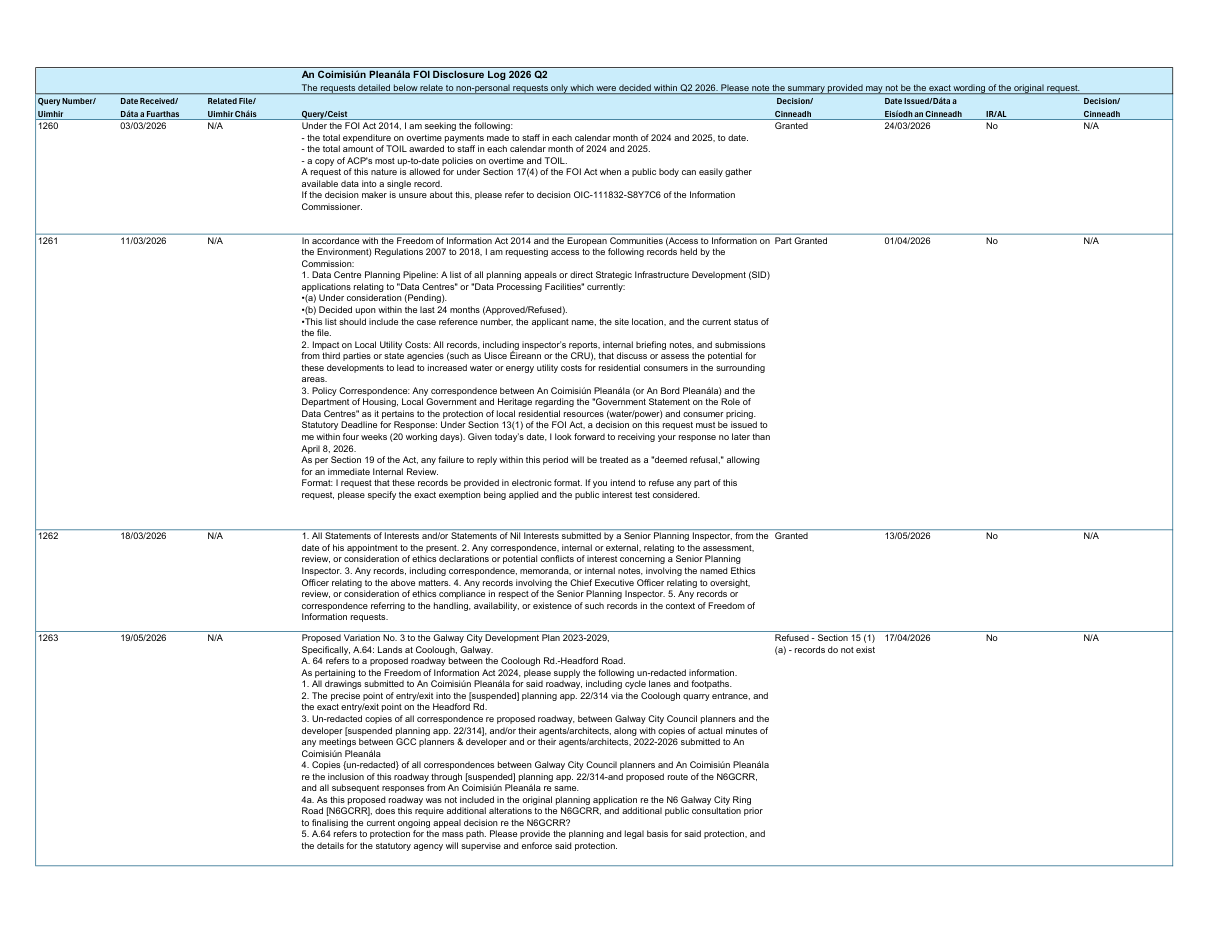 An Coimisiún Pleanála FOI Disclosure Log 2026 Q2
The requests detailed below relate to non-personal requests only which were decided within Q2 2026. Please note the summary provided may not be the exact wording of the original request.
Query Number/ Date Received/ Related File/ Decision/ Date Issued/Dáta a Decision/
Uimhir Dáta a Fuarthas Uimhir Cháis Query/Ceist Cinneadh Eisíodh an Cinneadh IR/AL Cinneadh
1260 03/03/2026 N/A Under the FOI Act 2014, I am seeking the following: Granted 24/03/2026 No N/A
- the total expenditure on overtime payments made to staff in each calendar month of 2024 and 2025, to date.
- the total amount of TOIL awarded to staff in each calendar month of 2024 and 2025.
- a copy of ACP's most up-to-date policies on overtime and TOIL.
A request of this nature is allowed for under Section 17(4) of the FOI Act when a public body can easily gather
available data into a single record.
If the decision maker is unsure about this, please refer to decision OIC-111832-S8Y7C6 of the Information
Commissioner.
1261 11/03/2026 N/A In accordance with the Freedom of Information Act 2014 and the European Communities (Access to Information on Part Granted 01/04/2026 No N/A
the Environment) Regulations 2007 to 2018, I am requesting access to the following records held by the
Commission:
1. Data Centre Planning Pipeline: A list of all planning appeals or direct Strategic Infrastructure Development (SID)
applications relating to "Data Centres" or "Data Processing Facilities" currently:
•(a) Under consideration (Pending).
•(b) Decided upon within the last 24 months (Approved/Refused).
•This list should include the case reference number, the applicant name, the site location, and the current status of
the file.
2. Impact on Local Utility Costs: All records, including inspector's reports, internal briefing notes, and submissions
from third parties or state agencies (such as Uisce Éireann or the CRU), that discuss or assess the potential for
these developments to lead to increased water or energy utility costs for residential consumers in the surrounding
areas.
3. Policy Correspondence: Any correspondence between An Coimisiún Pleanála (or An Bord Pleanála) and the
Department of Housing, Local Government and Heritage regarding the "Government Statement on the Role of
Data Centres" as it pertains to the protection of local residential resources (water/power) and consumer pricing.
Statutory Deadline for Response: Under Section 13(1) of the FOI Act, a decision on this request must be issued to
me within four weeks (20 working days). Given today's date, I look forward to receiving your response no later than
April 8, 2026.
As per Section 19 of the Act, any failure to reply within this period will be treated as a "deemed refusal," allowing
for an immediate Internal Review.
Format: I request that these records be provided in electronic format. If you intend to refuse any part of this
request, please specify the exact exemption being applied and the public interest test considered.
1262 18/03/2026 N/A 1. All Statements of Interests and/or Statements of Nil Interests submitted by a Senior Planning Inspector, from the Granted 13/05/2026 No N/A
date of his appointment to the present. 2. Any correspondence, internal or external, relating to the assessment,
review, or consideration of ethics declarations or potential conflicts of interest concerning a Senior Planning
Inspector. 3. Any records, including correspondence, memoranda, or internal notes, involving the named Ethics
Officer relating to the above matters. 4. Any records involving the Chief Executive Officer relating to oversight,
review, or consideration of ethics compliance in respect of the Senior Planning Inspector. 5. Any records or
correspondence referring to the handling, availability, or existence of such records in the context of Freedom of
Information requests.
1263 19/05/2026 N/A Proposed Variation No. 3 to the Galway City Development Plan 2023-2029, Refused - Section 15 (1) 17/04/2026 No N/A
Specifically, A.64: Lands at Coolough, Galway. (a) - records do not exist
A. 64 refers to a proposed roadway between the Coolough Rd.-Headford Road.
As pertaining to the Freedom of Information Act 2024, please supply the following un-redacted information.
1. All drawings submitted to An Coimisiún Pleanála for said roadway, including cycle lanes and footpaths.
2. The precise point of entry/exit into the [suspended] planning app. 22/314 via the Coolough quarry entrance, and
the exact entry/exit point on the Headford Rd.
3. Un-redacted copies of all correspondence re proposed roadway, between Galway City Council planners and the
developer [suspended planning app. 22/314], and/or their agents/architects, along with copies of actual minutes of
any meetings between GCC planners & developer and or their agents/architects, 2022-2026 submitted to An
Coimisiún Pleanála
4. Copies {un-redacted} of all correspondences between Galway City Council planners and An Coimisiún Pleanála
re the inclusion of this roadway through [suspended] planning app. 22/314-and proposed route of the N6GCRR,
and all subsequent responses from An Coimisiún Pleanála re same.
4a. As this proposed roadway was not included in the original planning application re the N6 Galway City Ring
Road [N6GCRR], does this require additional alterations to the N6GCRR, and additional public consultation prior
to finalising the current ongoing appeal decision re the N6GCRR?
5. A.64 refers to protection for the mass path. Please provide the planning and legal basis for said protection, and
the details for the statutory agency will supervise and enforce said protection.